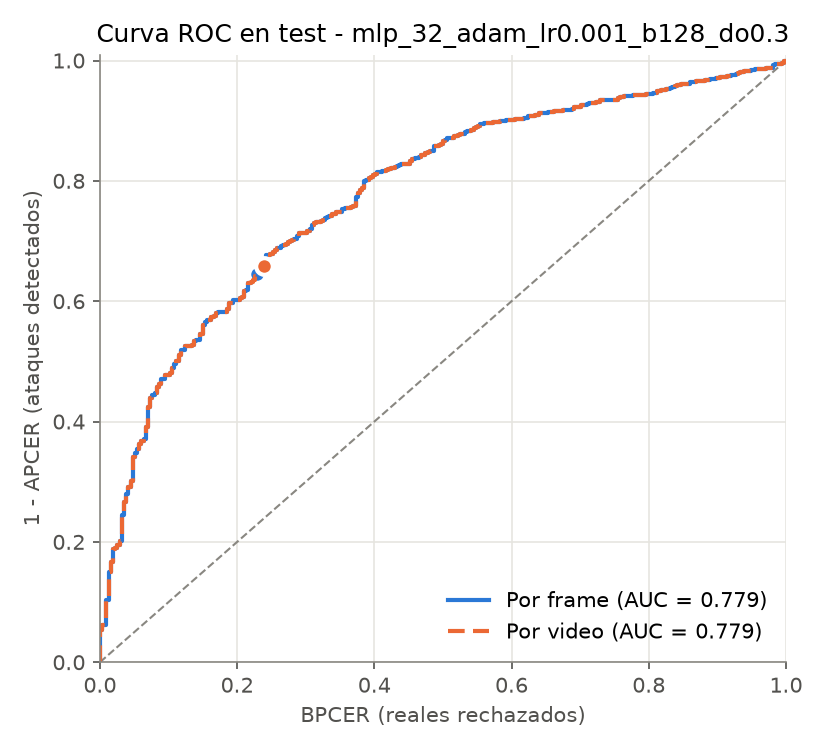 Curva ROC en test - mlp_32_adam_lr0.001_b128_do0.3
1 - APCER (ataques detectados)
1.0
0.8
0.6
0.4
0.2
0.0
Por frame (AUC = 0.779)
Por video (AUC = 0.779)
0.0 0.2 0.4 0.6 0.8 1.0
BPCER (reales rechazados)